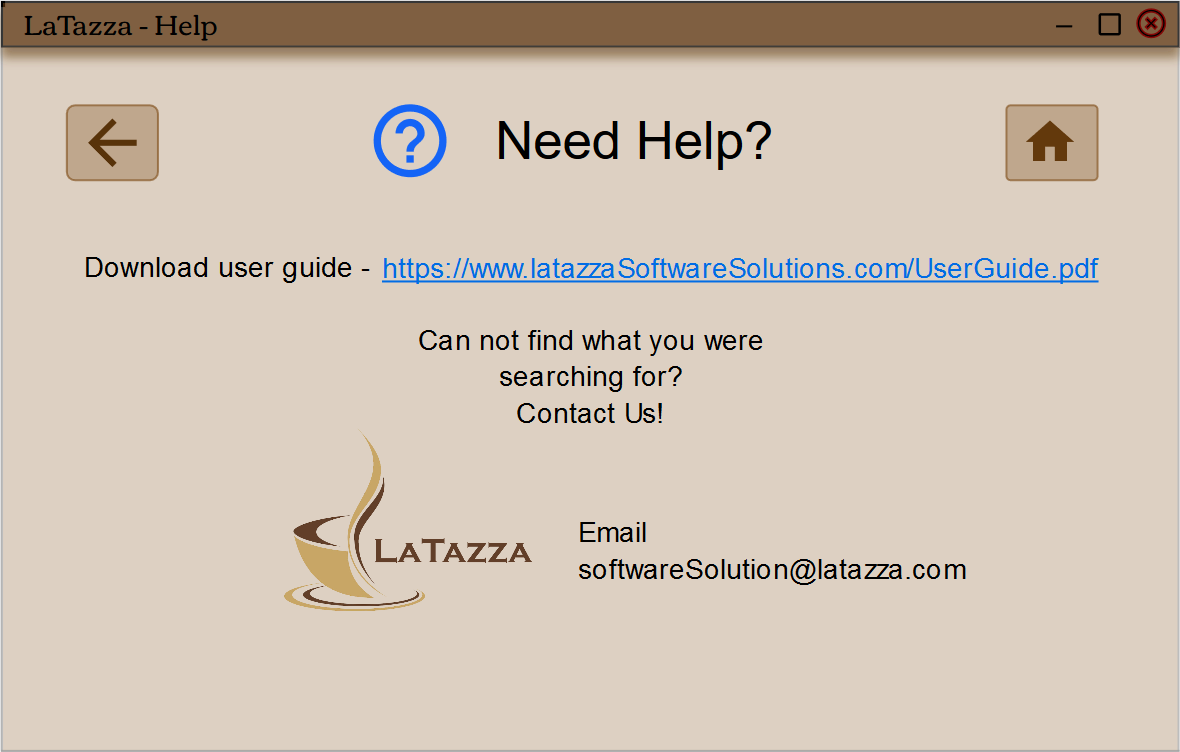 LaTazza - Help
Need Help?
Download user guide - https://www.latazzaSoftwareSolutions.com/UserGuide.pdf
Can not find what you were
searching for?
Contact Us!
LaTazza
Email
softwareSolution@latazza.com